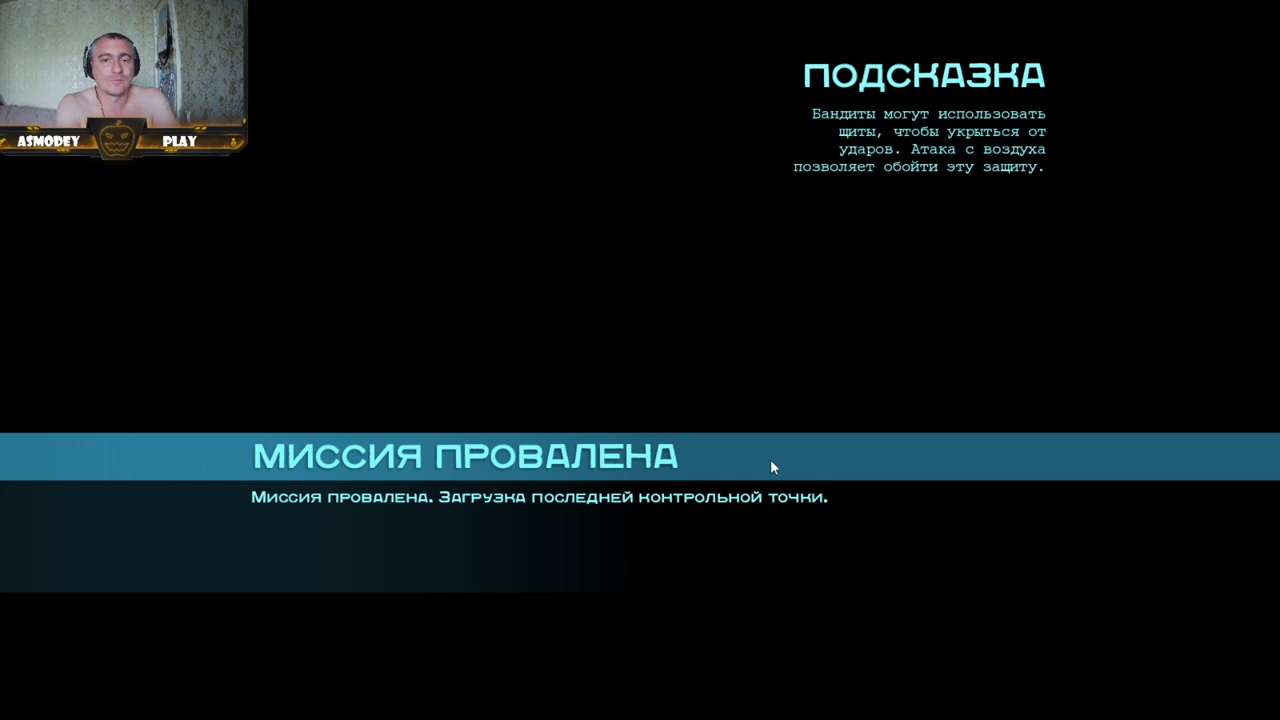 ASMODEY PLAY
ПОДСКАЗКА
Бандиты могут использовать
щиты, чтобы укрыться от
ударов. Атака с воздуха
позволяет обойти эту защиту.
МИССИЯ ПРОВАЛЕНА
Миссия провалена. Загрузка последней контрольной точки.